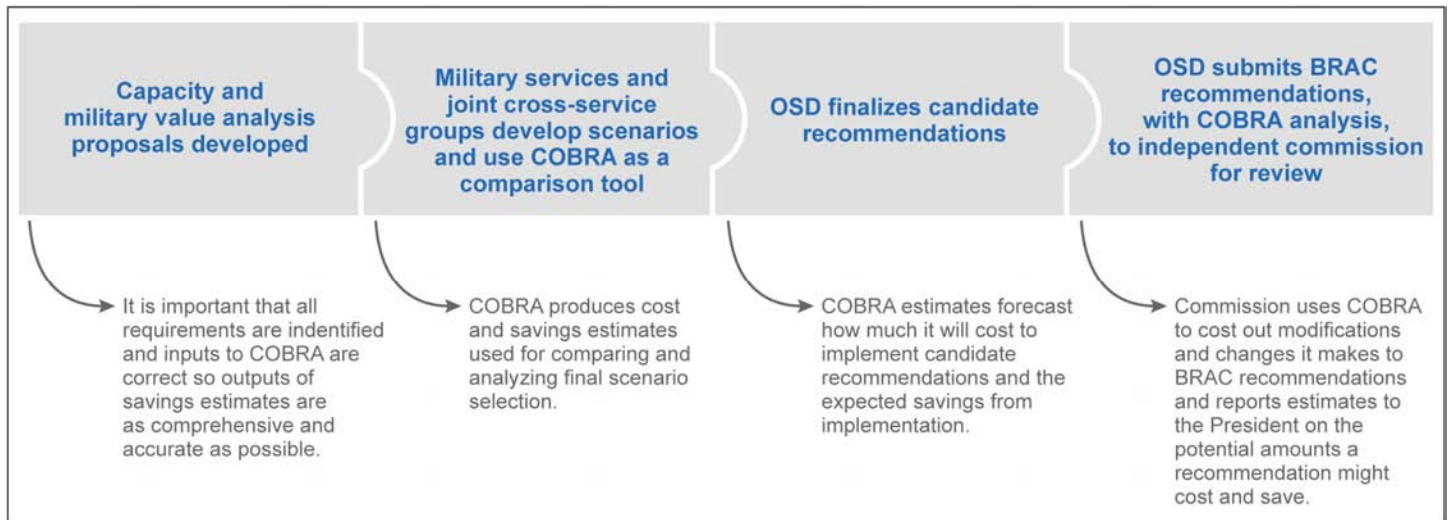 Capacity and
military value analysis
proposals developed
Military services and
joint cross-service
groups develop scenarios
and use COBRA as a
comparison tool
OSD finalizes candidate
recommendations
OSD submits BRAC
recommendations,
with COBRA analysis,
to independent commission
for review
It is important that all
requirements are indentified
and inputs to COBRA are
correct so outputs of
savings estimates are
as comprehensive and
accurate as possible.
COBRA produces cost
and savings estimates
used for comparing and
analyzing final scenario
selection.
COBRA estimates forecast
how much it will cost to
implement candidate
recommendations and the
expected savings from
implementation.
Commission uses COBRA
to cost out modifications
and changes it makes to
BRAC recommendations
and reports estimates to
the President on the
potential amounts a
recommendation might
cost and save.